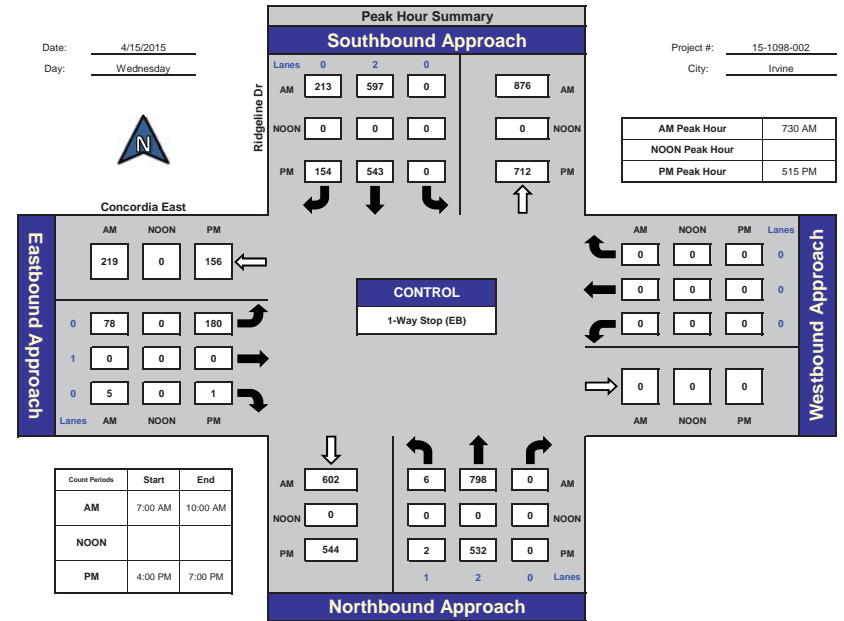 Peak Hour Summary
Southbound Approach
Date: 4/15/2015
Day: Wednesday
Project #: 15-1098-002
City: Irvine
N
Ridgeline Dr
Lanes 0 2 0
AM 213 597 0 876 AM
NOON 0 0 0 0 NOON
PM 154 543 0 712 PM
AM Peak Hour 730 AM
NOON Peak Hour
PM Peak Hour 515 PM
Concordia East
Eastbound Approach
AM NOON PM
219 0 156
0 78 0 180
1 0 0 0
0 5 0 1
Lanes AM NOON PM
CONTROL
1-Way Stop (EB)
AM NOON PM Lanes
0 0 0 0
0 0 0 0
0 0 0 0
0 0 0
AM NOON PM
Westbound Approach
Count Periods Start End
AM 7:00 AM 10:00 AM
NOON
PM 4:00 PM 7:00 PM
AM 602 6 798 0 AM
NOON 0 0 0 0 NOON
PM 544 2 532 0 PM
1 2 0 Lanes
Northbound Approach